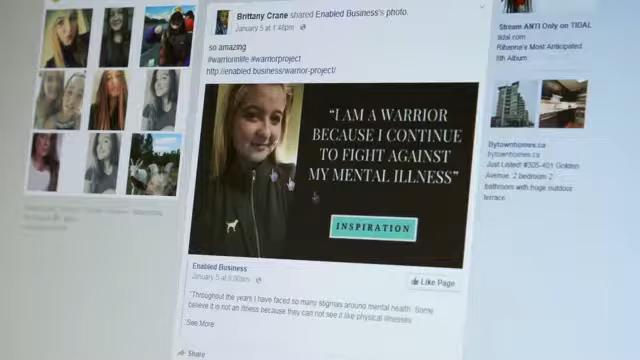 Brittany Crane shared Enabled Business's photo.
January 5 at 1:46pm
so amazing
#warriorinlife #warriorproject
http://enabled.business/warrior-project/
"I AM A WARRIOR
BECAUSE I CONTINUE
TO FIGHT AGAINST
MY MENTAL ILLNESS"
INSPIRATION
Enabled Business
January 5 at 9:00am
Like Page
"Throughout the years I have faced so many stigmas around mental health. Some
believe it is not an illness because they can not see it like physical illnesses.
See More
Share
Stream ANTI Only on TIDAL
tidal.com
Rihanna's Most Anticipated
8th Album
Bytownhomes.ca
bytownhomes.ca
Just Listed! #305-401 Golden
Avenue. 2 bedroom 2
bathroom with huge outdoor
terrace.